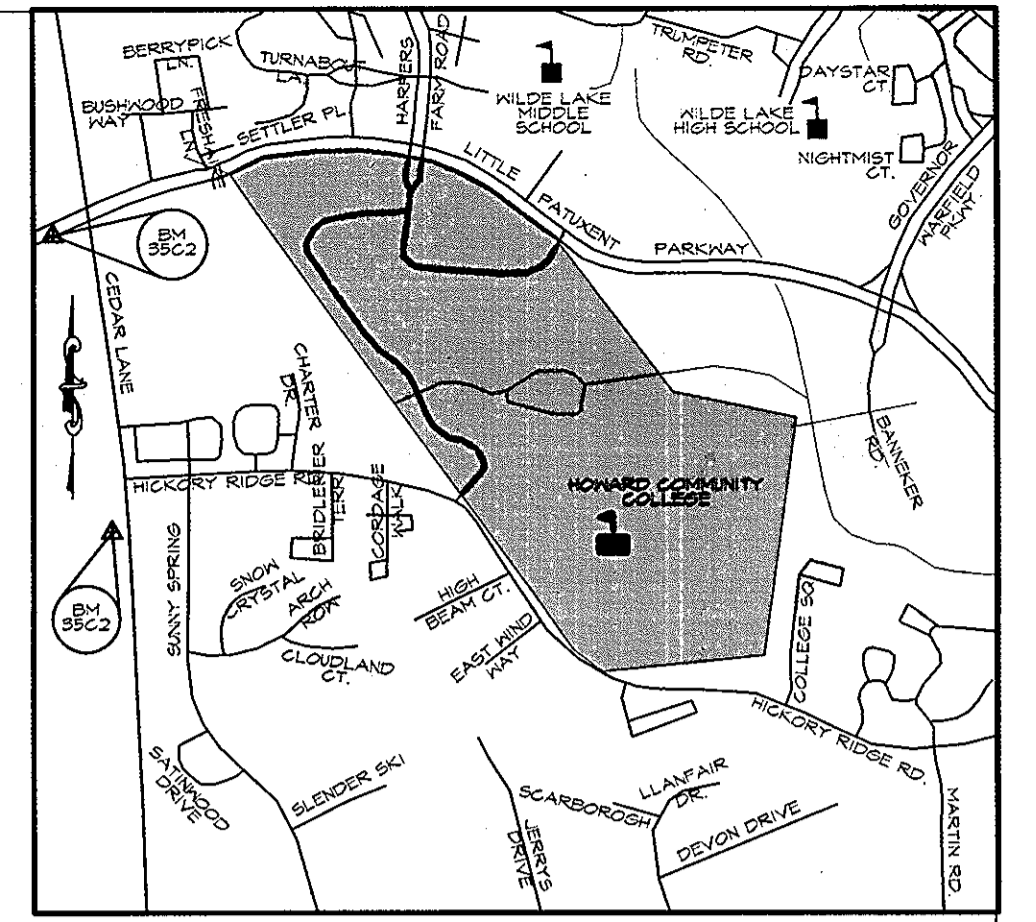 BERRYPICK
LN.
TURNABOUT
LA.
HARPERS
FARM ROAD
TRUMPETER
RD.
DAYSTAR
CT.
BUSHWOOD
WAY
SETTLER PL.
WILDE LAKE
MIDDLE
SCHOOL
WILDE LAKE
HIGH SCHOOL
NIGHTMIST
CT.
GOVERNOR
WARFIELD
PKWY.
LITTLE
PATUXENT
PARKWAY
BM
35C2
CEDAR LANE
CHARTER
DR.
BANNEKER
RD.
HICKORY RIDGE RD.
BRIDLERER
TERR
CORDAGE
WALK
HOWARD COMMUNITY
COLLEGE
BM
35C2
SUNNY SPRING
SNOW
CRYSTAL
ARCH
ROW
CLOUDLAND
CT.
HIGH
BEAM CT.
EAST WIND
WAY
COLLEGE SQ.
HICKORY RIDGE RD.
SATINWOOD
DRIVE
SLENDER SKI
JERRYS
DRIVE
SCARBOROGH
LLANFAIR
DR.
DEVON DRIVE
MARTIN RD.